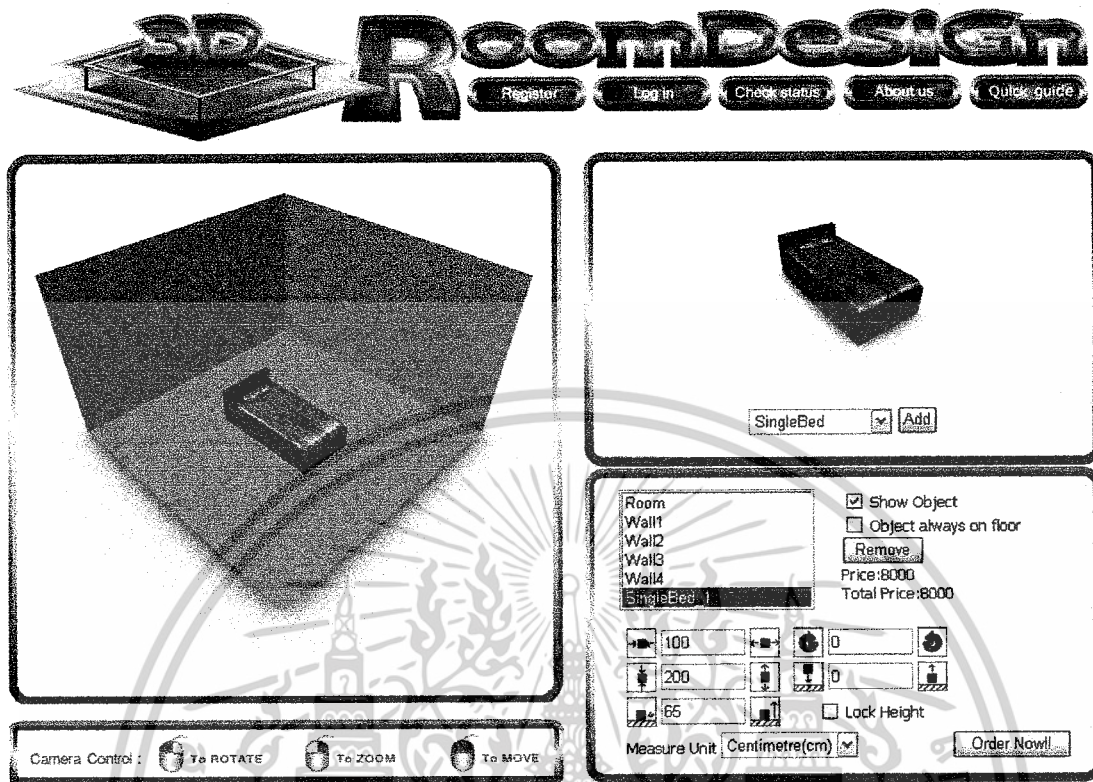 3D RoomDeSiGn
Register Log in Check status About us Quick guide
SingleBed Add
Room
Wall1
Wall2
Wall3
Wall4
SingleBed_1
Show Object
Object always on floor
Remove
Price:8000
Total Price:8000
100 0
200 0
65 Lock Height
Measure Unit Centimetre(cm) Order Now!!
Camera Control : To ROTATE To ZOOM To MOVE